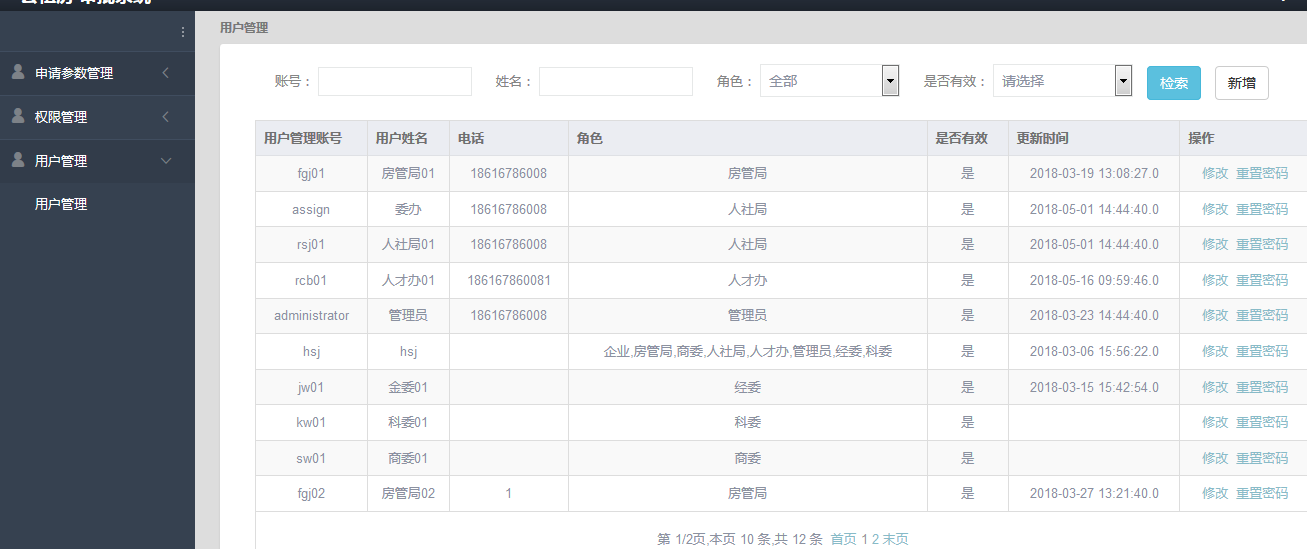 用户管理
申请参数管理
权限管理
用户管理
用户管理
账号： 姓名： 角色： 全部 是否有效： 请选择 检索 新增
用户管理账号 用户姓名 电话 角色 是否有效 更新时间 操作
fgj01 房管局01 18616786008 房管局 是 2018-03-19 13:08:27.0 修改 重置密码
assign 委办 18616786008 人社局 是 2018-05-01 14:44:40.0 修改 重置密码
rsj01 人社局01 18616786008 人社局 是 2018-05-01 14:44:40.0 修改 重置密码
rcb01 人才办01 186167860081 人才办 是 2018-05-16 09:59:46.0 修改 重置密码
administrator 管理员 18616786008 管理员 是 2018-03-23 14:44:40.0 修改 重置密码
hsj hsj 企业,房管局,商委,人社局,人才办,管理员,经委,科委 是 2018-03-06 15:56:22.0 修改 重置密码
jw01 金委01 经委 是 2018-03-15 15:42:54.0 修改 重置密码
kw01 科委01 科委 是 修改 重置密码
sw01 商委01 商委 是 修改 重置密码
fgj02 房管局02 1 房管局 是 2018-03-27 13:21:40.0 修改 重置密码
第 1/2页,本页 10 条,共 12 条 首页 1 2 末页